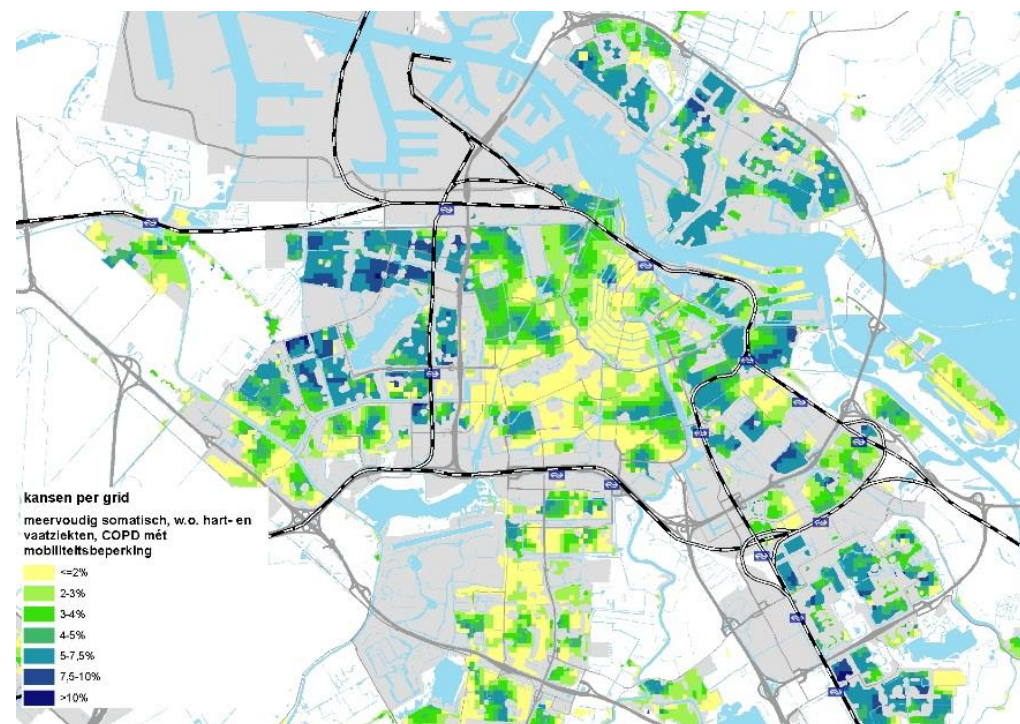 kansen per grid
meervoudig somatisch, w.o. hart- en
vaatziekten, COPD mét
mobiliteitsbeperking
<=2%
2-3%
3-4%
4-5%
5-7,5%
7,5-10%
>10%